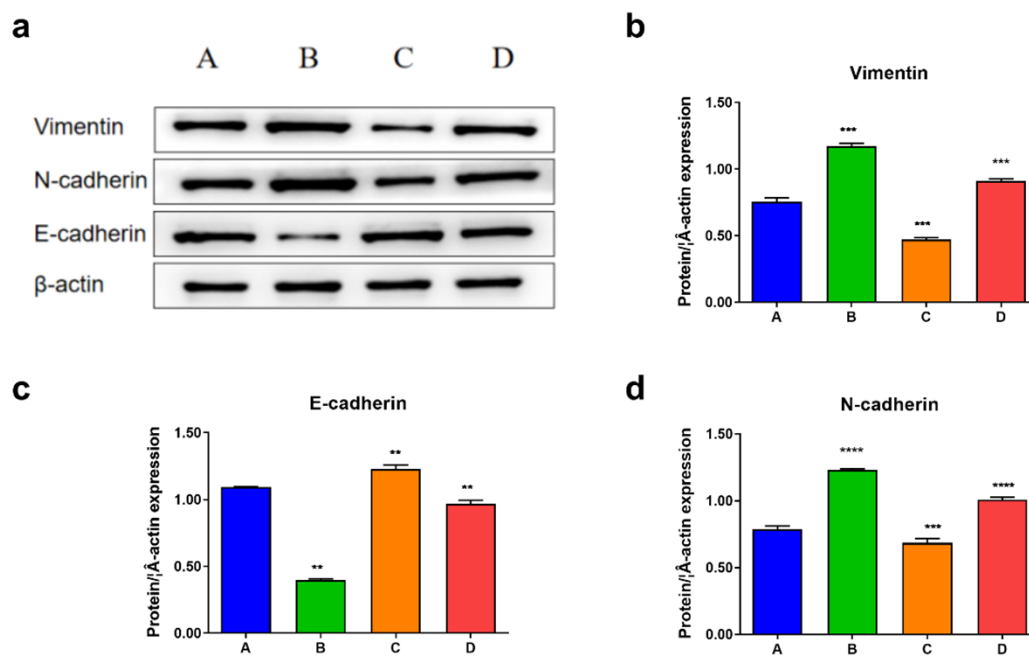 a
A B C D
Vimentin
N-cadherin
E-cadherin
β-actin
b
Vimentin
Protein/¦Â-actin expression
1.50
1.00
0.50
0.00
***
***
***
A B C D
c
E-cadherin
Protein/¦Â-actin expression
1.50
1.00
0.50
0.00
**
**
**
A B C D
d
N-cadherin
Protein/¦Â-actin expression
1.50
1.00
0.50
0.00
****
***
****
A B C D